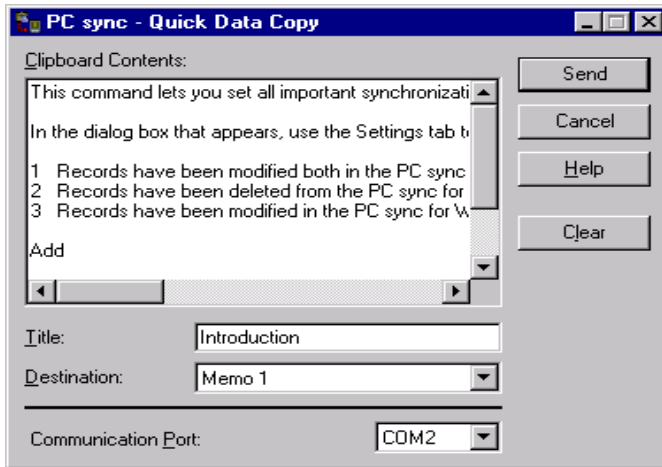 PC sync - Quick Data Copy
Clipboard Contents:
This command lets you set all important synchronizati
In the dialog box that appears, use the Settings tab t
1 Records have been modified both in the PC sync
2 Records have been deleted from the PC sync for
3 Records have been modified in the PC sync for W
Add
Send
Cancel
Help
Clear
Title: Introduction
Destination: Memo 1
Communication Port: COM2